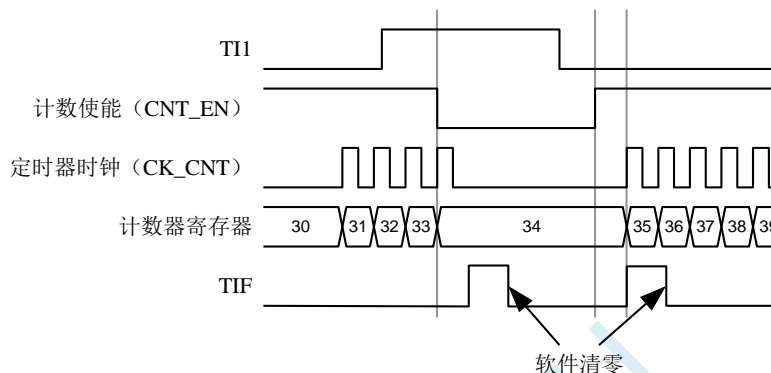 TI1
计数使能（CNT_EN）
定时器时钟（CK_CNT）
计数器寄存器 30 31 32 33 34 35 36 37 38 39
TIF
软件清零